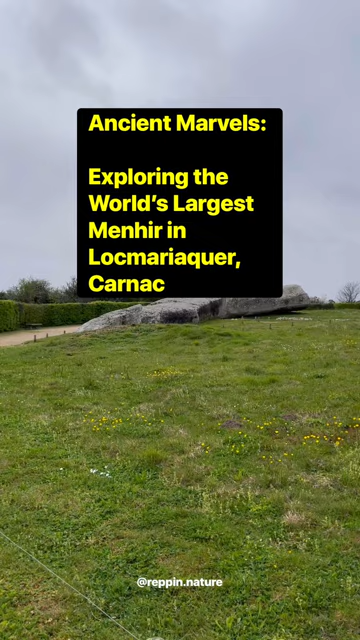 Ancient Marvels:
Exploring the
World's Largest
Menhir in
Locmariaquer,
Carnac
@reppin.nature